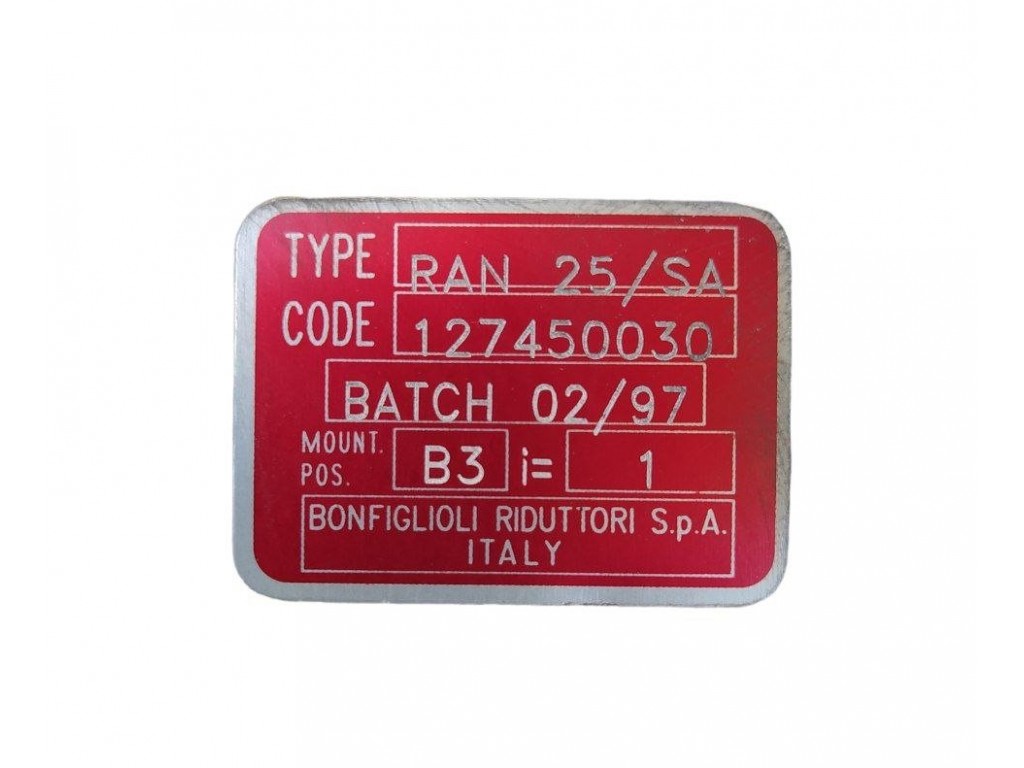 TYPE RAN 25/SA
CODE 127450030
BATCH 02/97
MOUNT. POS. B3 i= 1
BONFIGLIOLI RIDUTTORI S.p.A.
ITALY